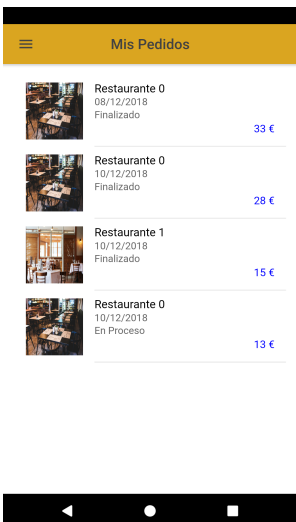 Mis Pedidos
Restaurante 0
08/12/2018
Finalizado
33 €
Restaurante 0
10/12/2018
Finalizado
28 €
Restaurante 1
10/12/2018
Finalizado
15 €
Restaurante 0
10/12/2018
En Proceso
13 €